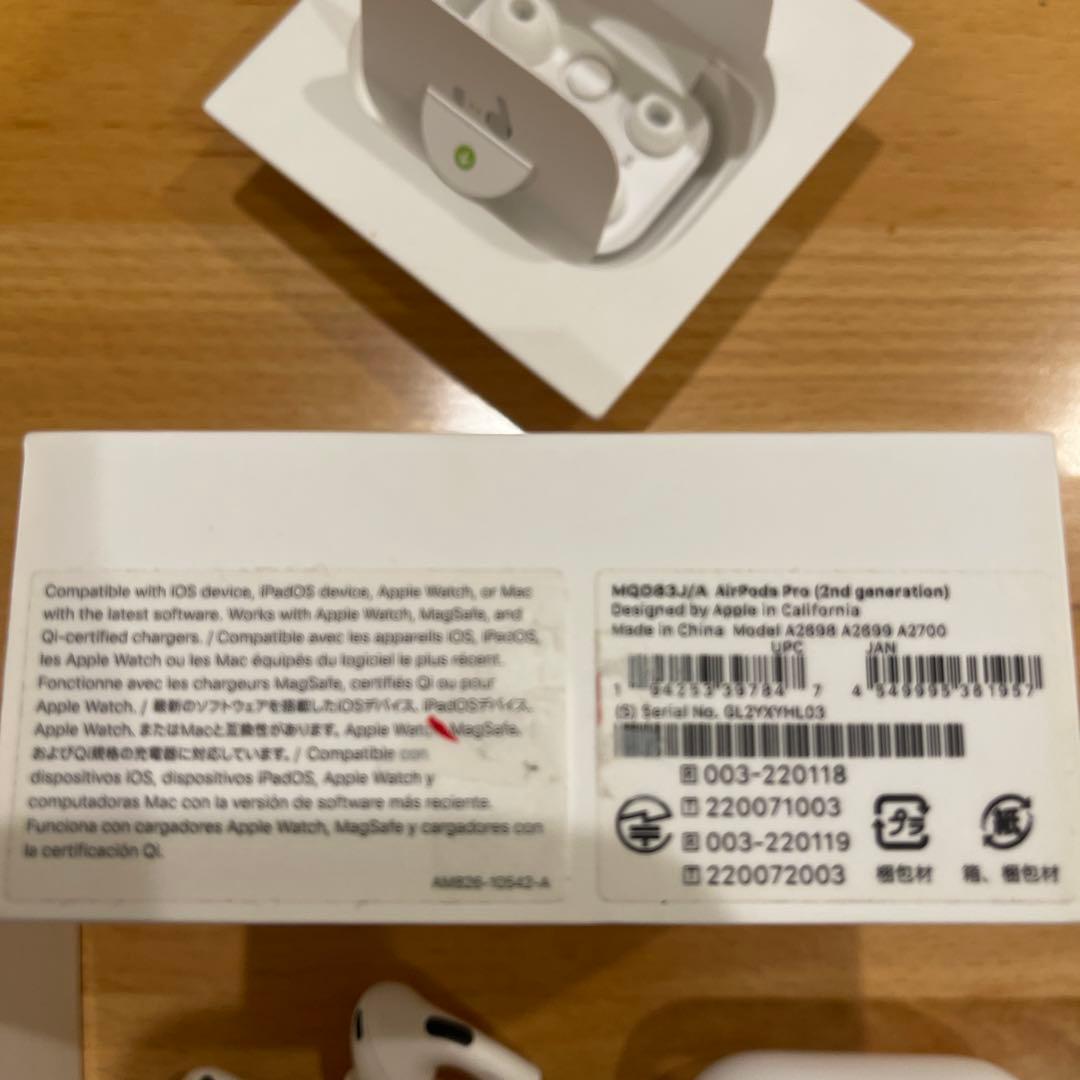 Compatible with iOS device, iPadOS device, Apple Watch, or Mac
with the latest software. Works with Apple Watch, MagSafe, and
Qi-certified chargers. / Compatible avec les appareils iOS, iPadOS,
les Apple Watch ou les Mac équipés du logiciel le plus récent.
Fonctionne avec les chargeurs MagSafe, certifiés Qi ou pour
Apple Watch. / 最新のソフトウェアを搭載したiOSデバイス、iPadOSデバイス、
Apple Watch、またはMacと互換性があります。Apple Watch、MagSafe、
およびQi規格の充電器に対応しています。/ Compatible con
dispositivos iOS, dispositivos iPadOS, Apple Watch y
computadoras Mac con la versión de software más reciente.
Funciona con cargadores Apple Watch, MagSafe y cargadores con
la certificación Qi.
AM826-10542-A
MQD83J/A AirPods Pro (2nd generation)
Designed by Apple in California
Made in China Model A2698 A2699 A2700
UPC JAN
1 94253 39784 7 4 549995 361957
(S) Serial No. GL2YXYHL03
R 003-220118
T 220071003
R 003-220119
T 220072003
プラ 紙
梱包材 箱、梱包材